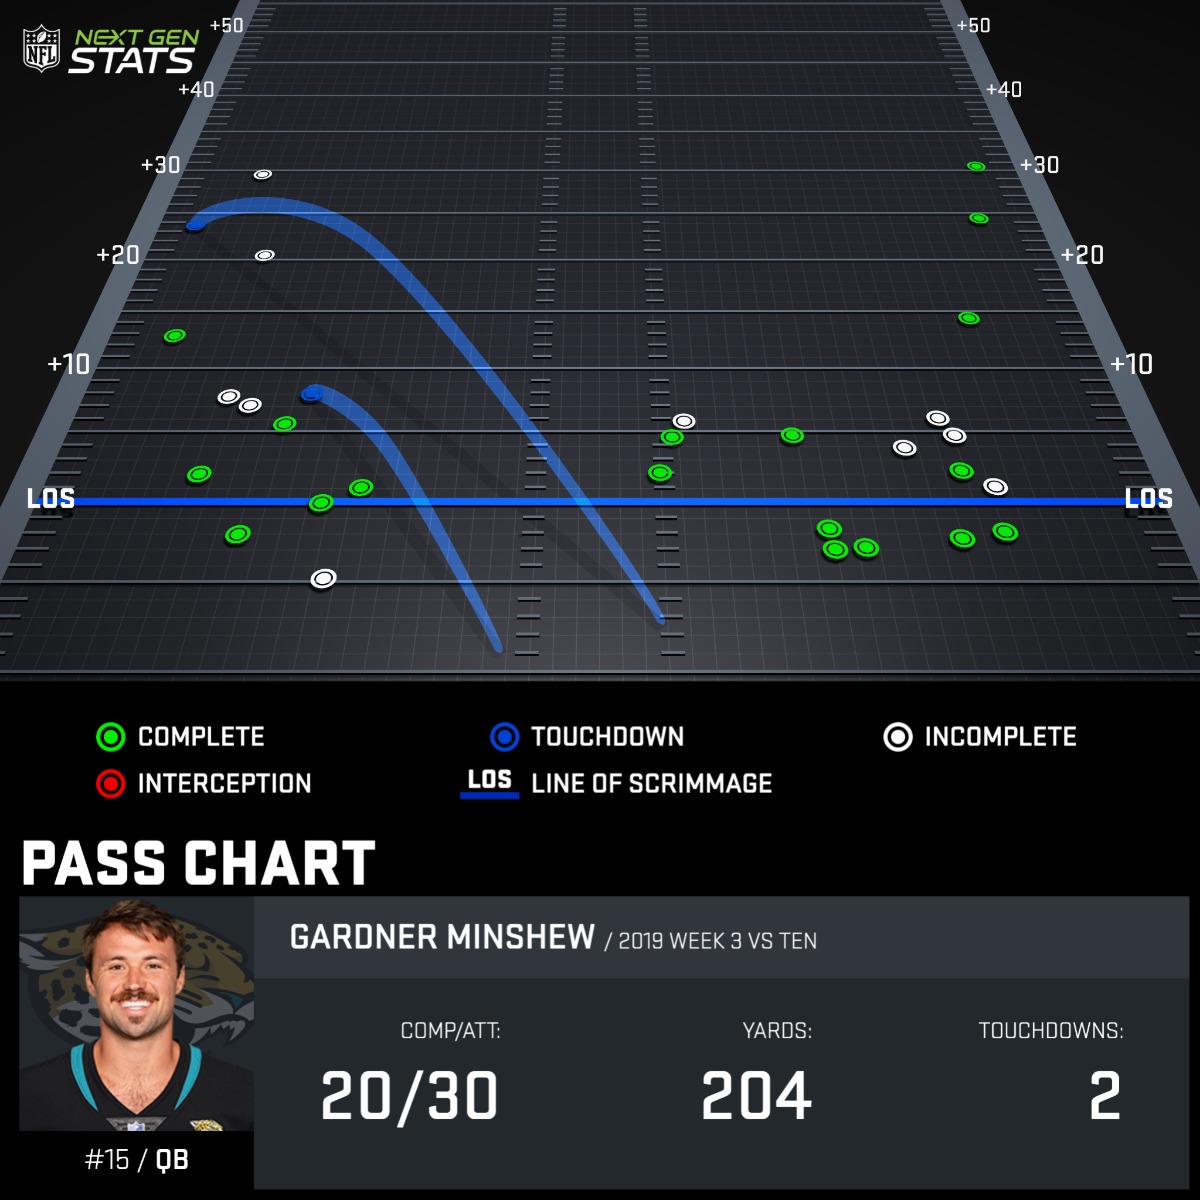 NFL
NEXT GEN
STATS
+50 +50
+40 +40
+30 +30
+20 +20
+10 +10
LOS LOS
COMPLETE TOUCHDOWN INCOMPLETE
INTERCEPTION LOS LINE OF SCRIMMAGE
PASS CHART
GARDNER MINSHEW / 2019 WEEK 3 VS TEN
COMP/ATT: YARDS: TOUCHDOWNS:
20/30 204 2
#15 / QB